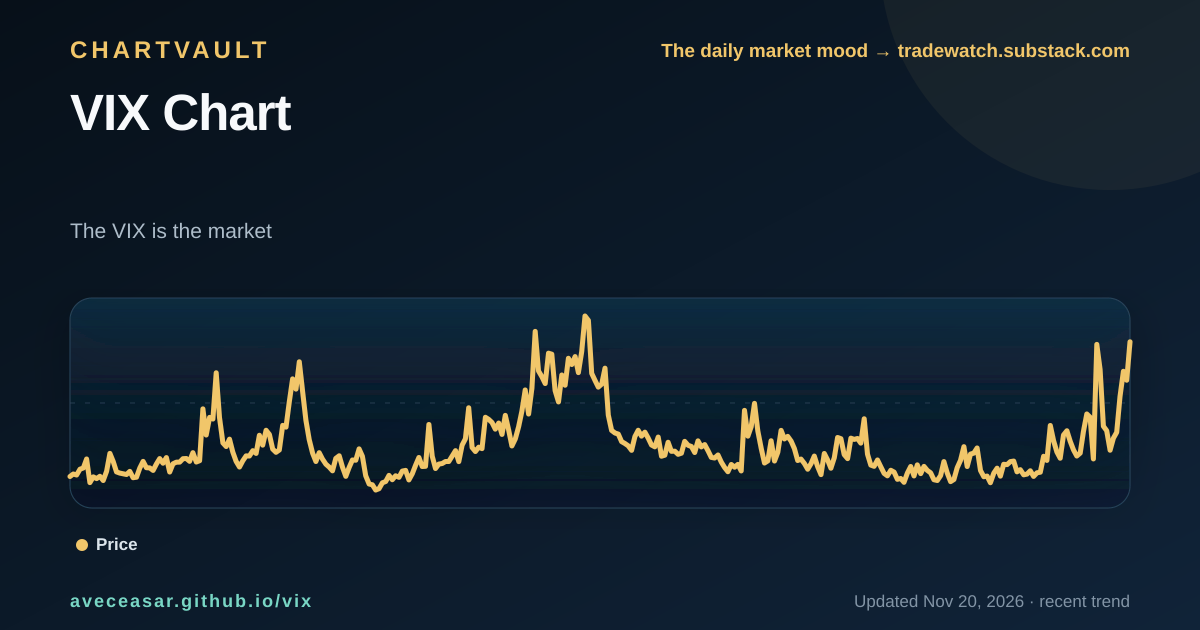 CHARTVAULT
The daily market mood → tradewatch.substack.com
VIX Chart
The VIX is the market
Price
aveceasar.github.io/vix
Updated Nov 20, 2026 · recent trend